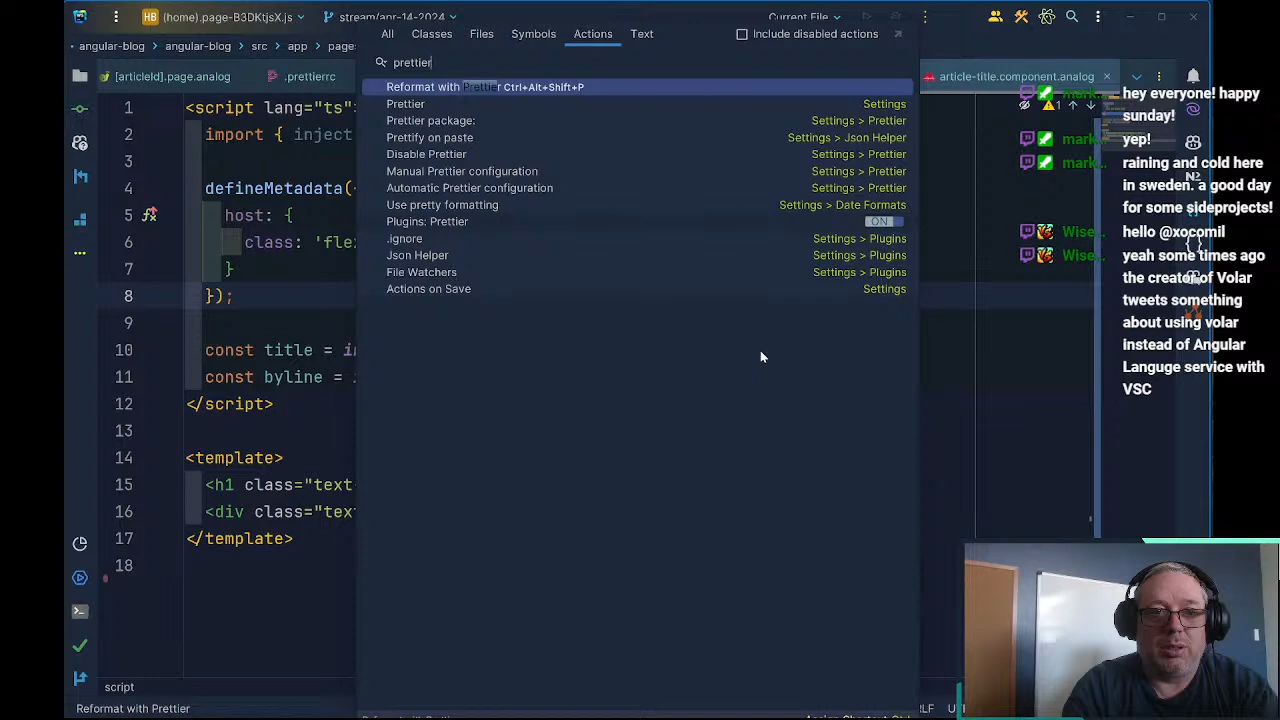 HB (home).page-B3DKtjsX.js
stream/apr-14-2024
Current File
angular-blog
angular-blog
src
app
page
[articleId].page.analog
.prettierrc
article-title.component.analog
All
Classes
Files
Symbols
Actions
Text
Include disabled actions
prettier
Reformat with Prettier Ctrl+Alt+Shift+P
Prettier
Settings
Prettier package:
Settings > Prettier
Prettify on paste
Settings > Json Helper
Disable Prettier
Settings > Prettier
Manual Prettier configuration
Settings > Prettier
Automatic Prettier configuration
Settings > Prettier
Use pretty formatting
Settings > Date Formats
Plugins: Prettier
ON
.ignore
Settings > Plugins
Json Helper
Settings > Plugins
File Watchers
Settings > Plugins
Actions on Save
Settings
1 <script lang="ts"
2 import { inject
3
4 defineMetadata(
5 host: {
6 class: 'fle
7 }
8 });
9
10 const title = i
11 const byline =
12 </script>
13
14 <template>
15 <h1 class="text
16 <div class="tex
17 </template>
18
1
mark...
hey everyone! happy
sunday!
mark...
yep!
mark...
raining and cold here
in sweden. a good day
for some sideprojects!
Wise...
hello @xocomil
Wise...
yeah some times ago
the creator of Volar
tweets something
about using volar
instead of Angular
Languge service with
VSC
script
Reformat with Prettier